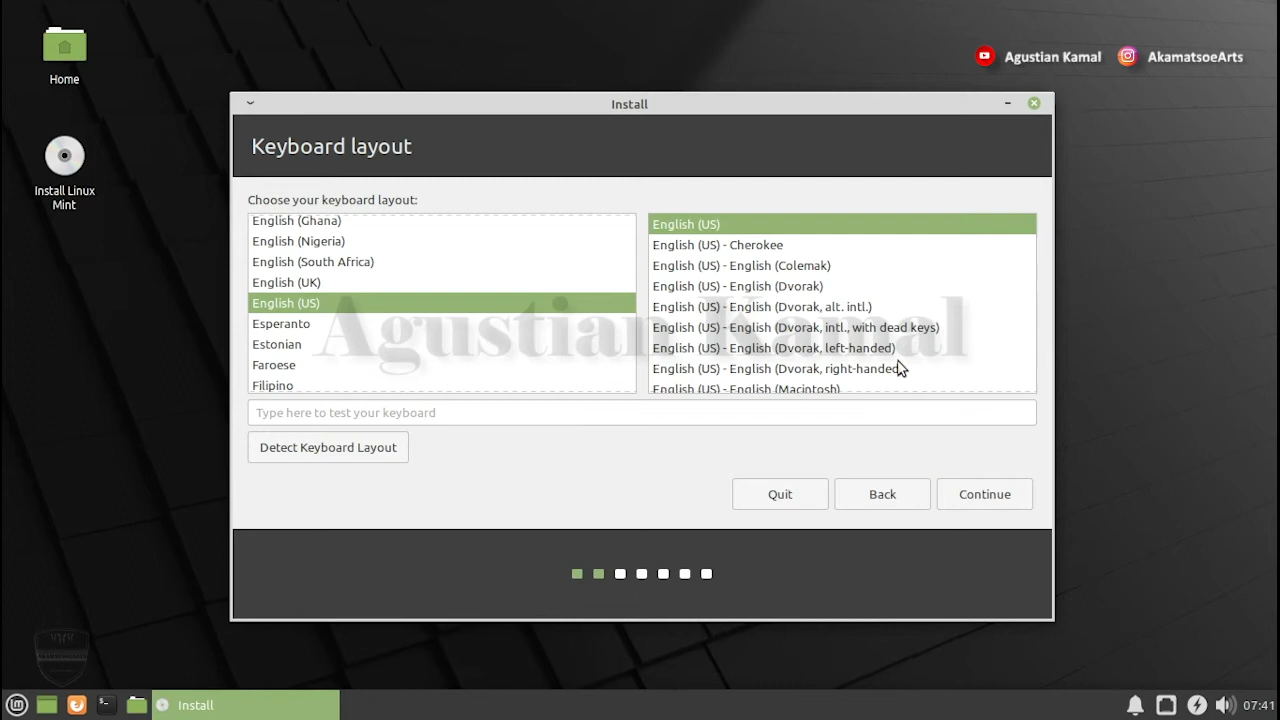 Home
Install Linux
Mint
Agustian Kamal
AkamatsoeArts
Install
Keyboard layout
Choose your keyboard layout:
English (Ghana)
English (Nigeria)
English (South Africa)
English (UK)
English (US)
Esperanto
Estonian
Faroese
Filipino
English (US)
English (US) - Cherokee
English (US) - English (Colemak)
English (US) - English (Dvorak)
English (US) - English (Dvorak, alt. intl.)
English (US) - English (Dvorak, intl., with dead keys)
English (US) - English (Dvorak, left-handed)
English (US) - English (Dvorak, right-handed)
English (US) - English (Macintosh)
Agustian Kamal
Type here to test your keyboard
Detect Keyboard Layout
Quit
Back
Continue
Install
07:41